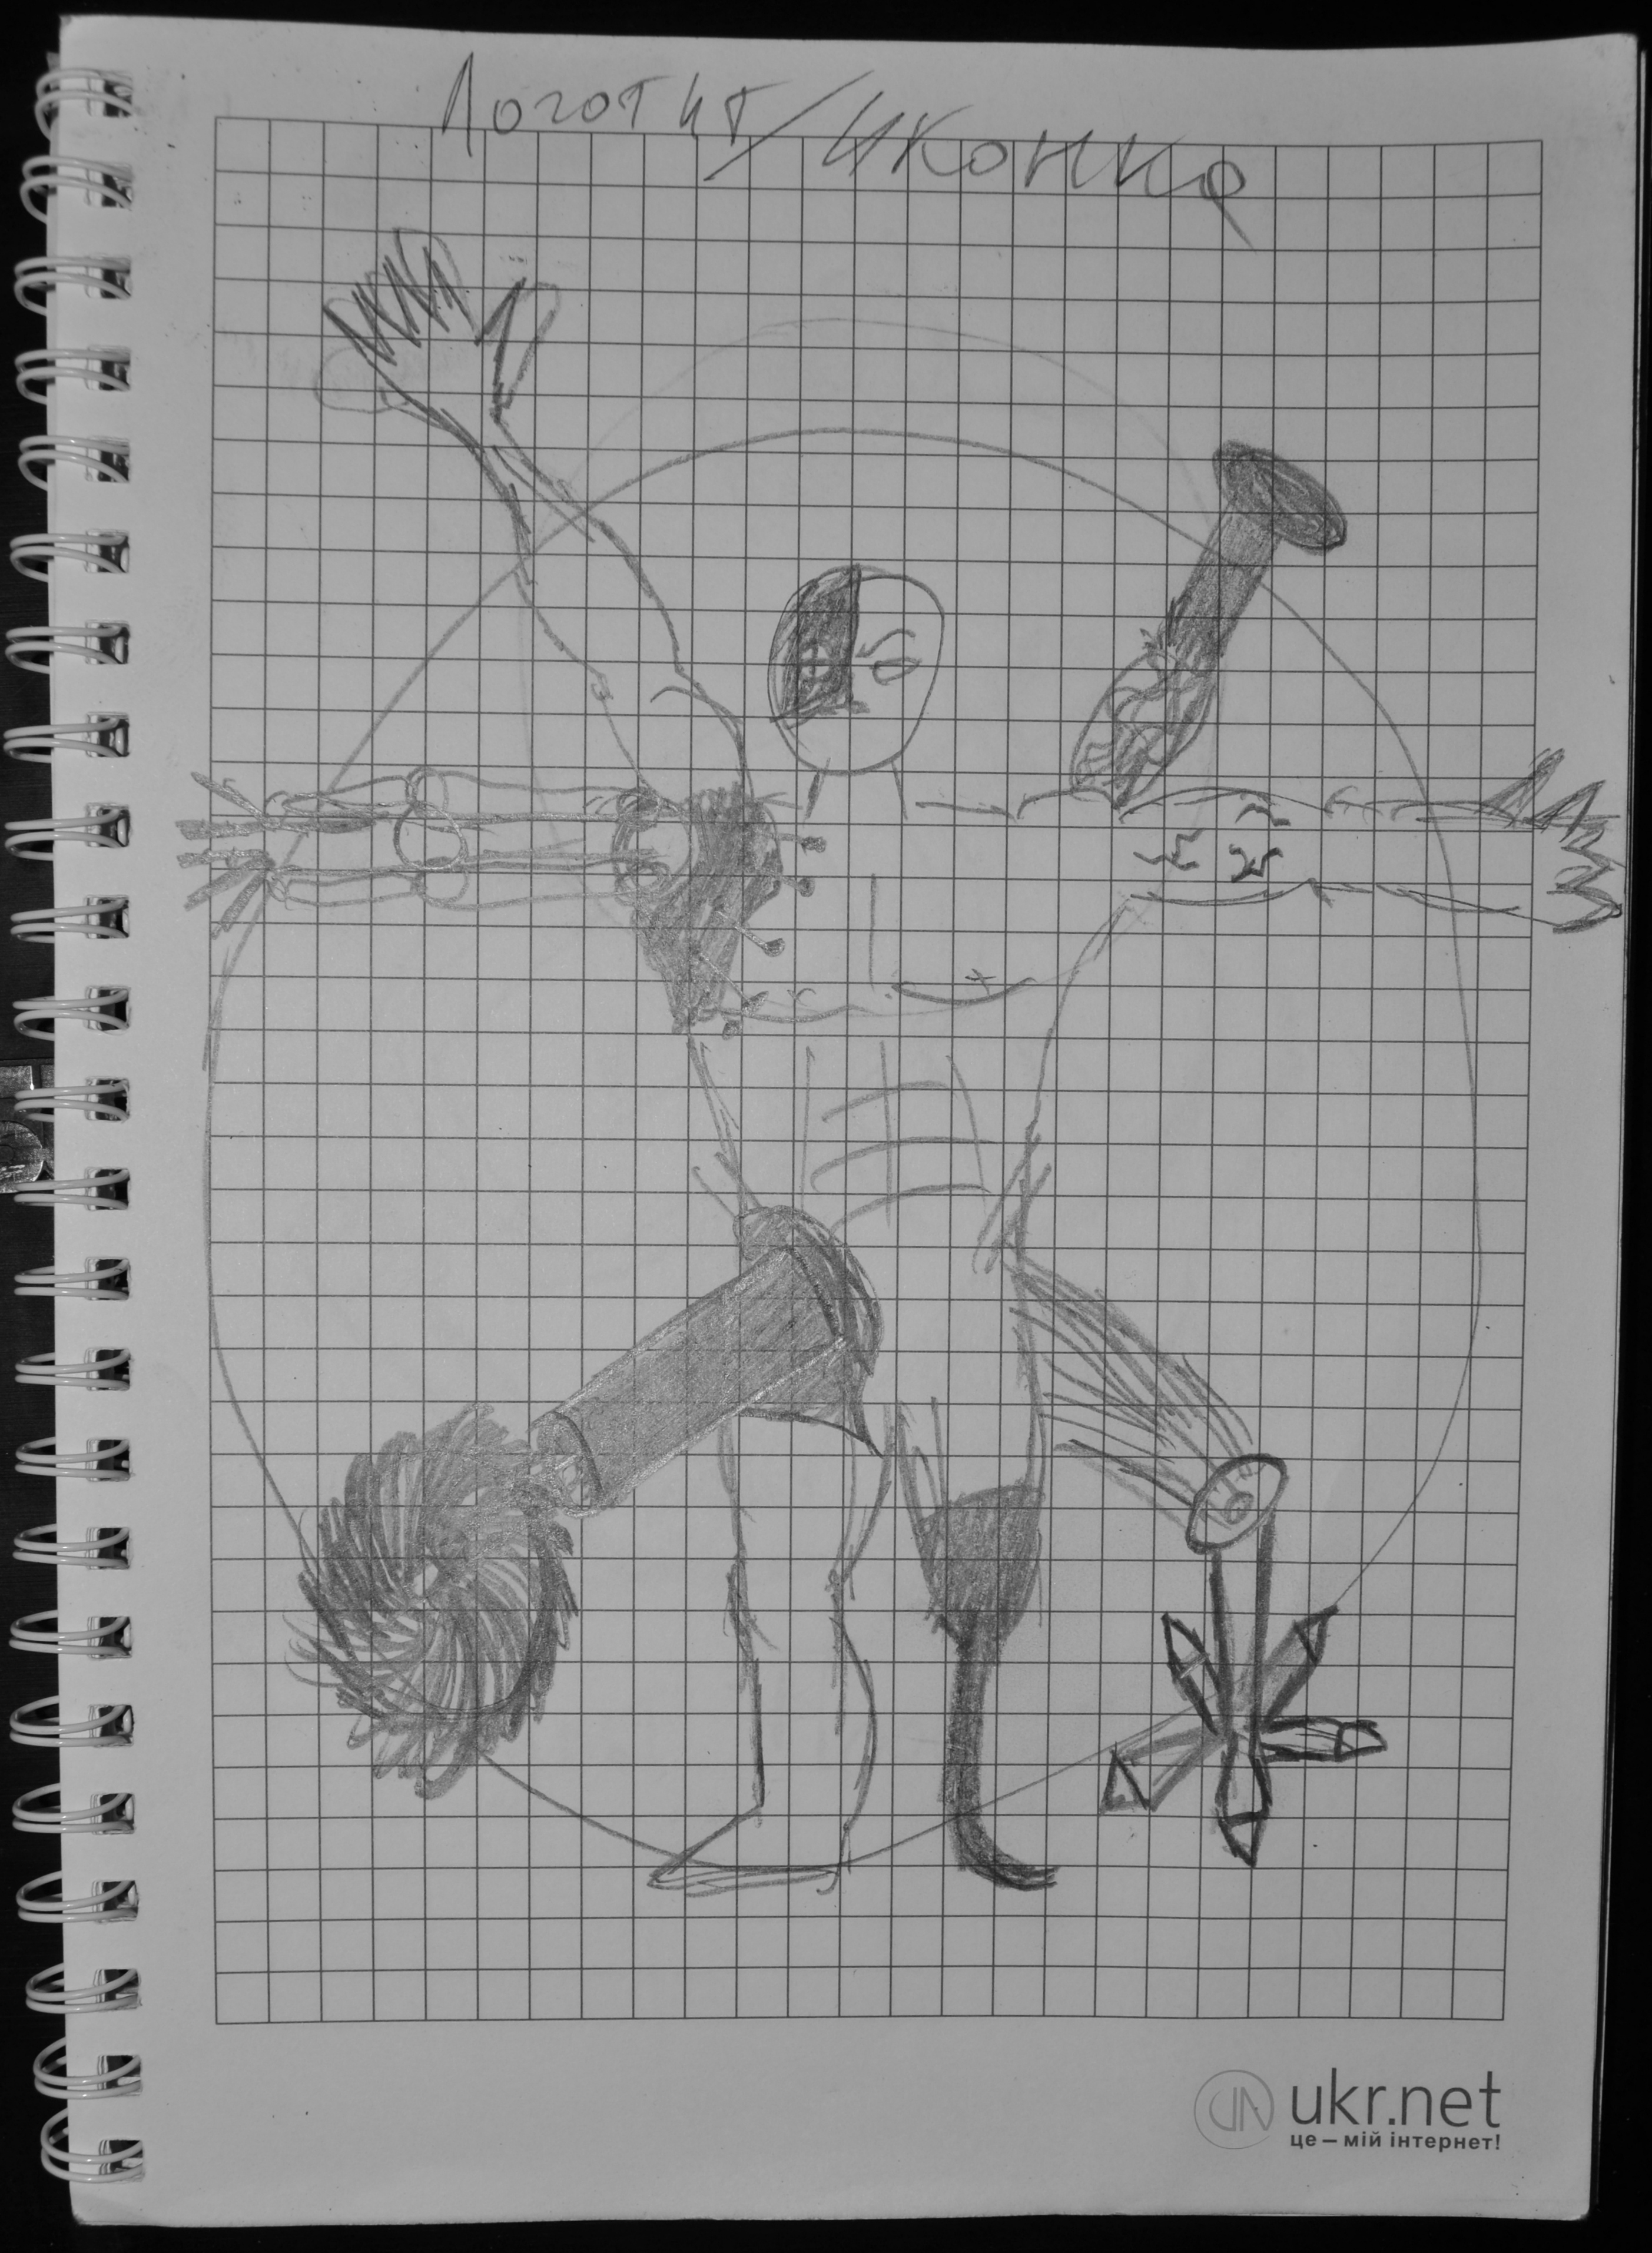 Логотип/иконка
ukr.net
це – мій інтернет!